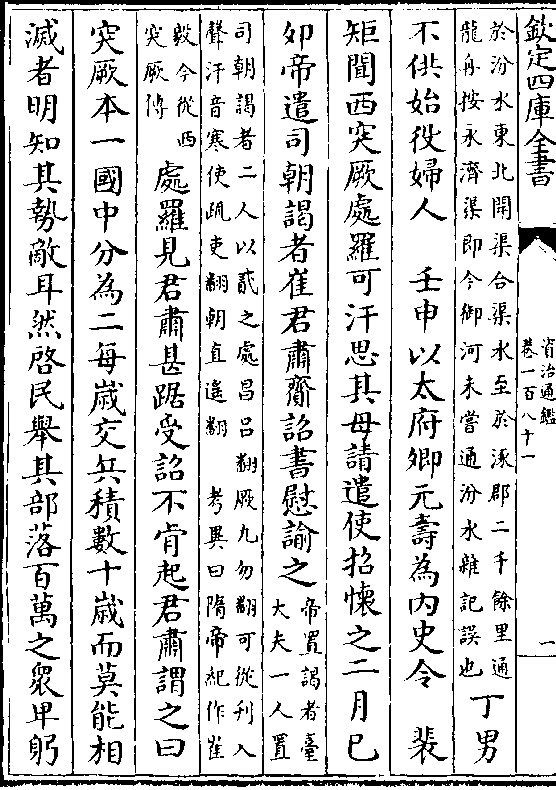 欽定四庫全書
資治通鑑
卷一百八十一
一
於汾水東北開渠合渠水至於涿郡二千餘里通
龍舟按永濟渠即今御河未嘗通汾水雜記誤也
丁男
不供始役婦人　壬申以太府卿元壽為內史令　裴
矩聞西突厥處羅可汗思其母請遣使招懷之二月已
卯帝遣司朝謁者崔君肅齎詔書慰諭之
帝置謁者臺
大夫一人置
司朝謁者二人以貳之處昌呂翻厥九勿翻可從刋入
聲汗音寒使疏吏翻朝直遥翻　考異曰隋帝紀作崔
毅今從西
突厥傳
處羅見君肅甚踞受詔不肯起君肅謂之曰
突厥本一國中分為二每歲交兵積數十歲而莫能相
滅者明知其勢敵耳然啓民舉其部落百萬之衆卑躬